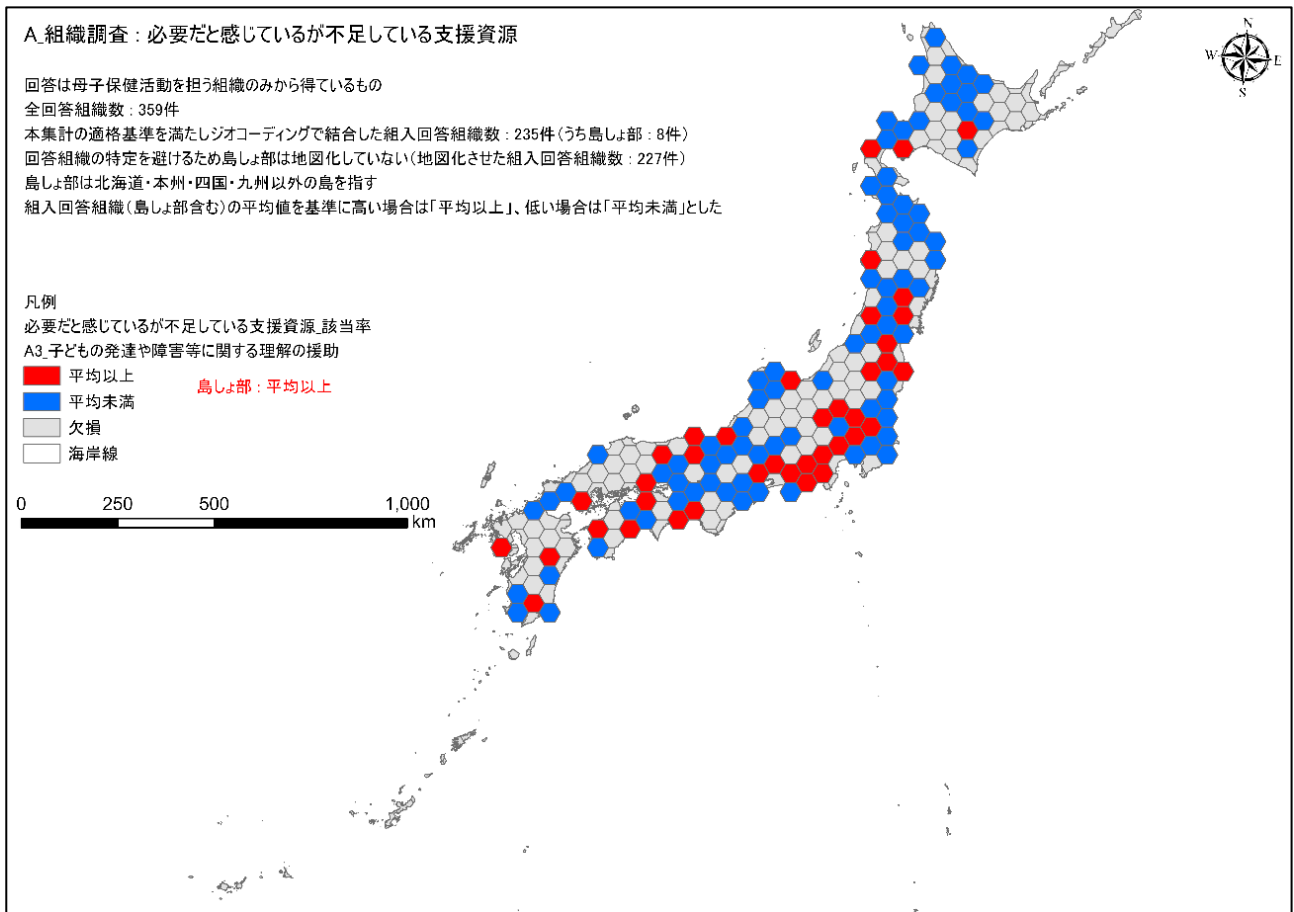 A_組織調査：必要だと感じているが不足している支援資源
回答は母子保健活動を担う組織のみから得ているもの
全回答組織数：359件
本集計の適格基準を満たしジオコーディングで結合した組入回答組織数：235件（うち島しょ部：8件）
回答組織の特定を避けるため島しょ部は地図化していない（地図化させた組入回答組織数：227件）
島しょ部は北海道・本州・四国・九州以外の島を指す
組入回答組織（島しょ部含む）の平均値を基準に高い場合は「平均以上」、低い場合は「平均未満」とした
N
W E
S
凡例
必要だと感じているが不足している支援資源_該当率
A3_子どもの発達や障害等に関する理解の援助
平均以上
島しょ部：平均以上
平均未満
欠損
海岸線
0 250 500 1,000
km